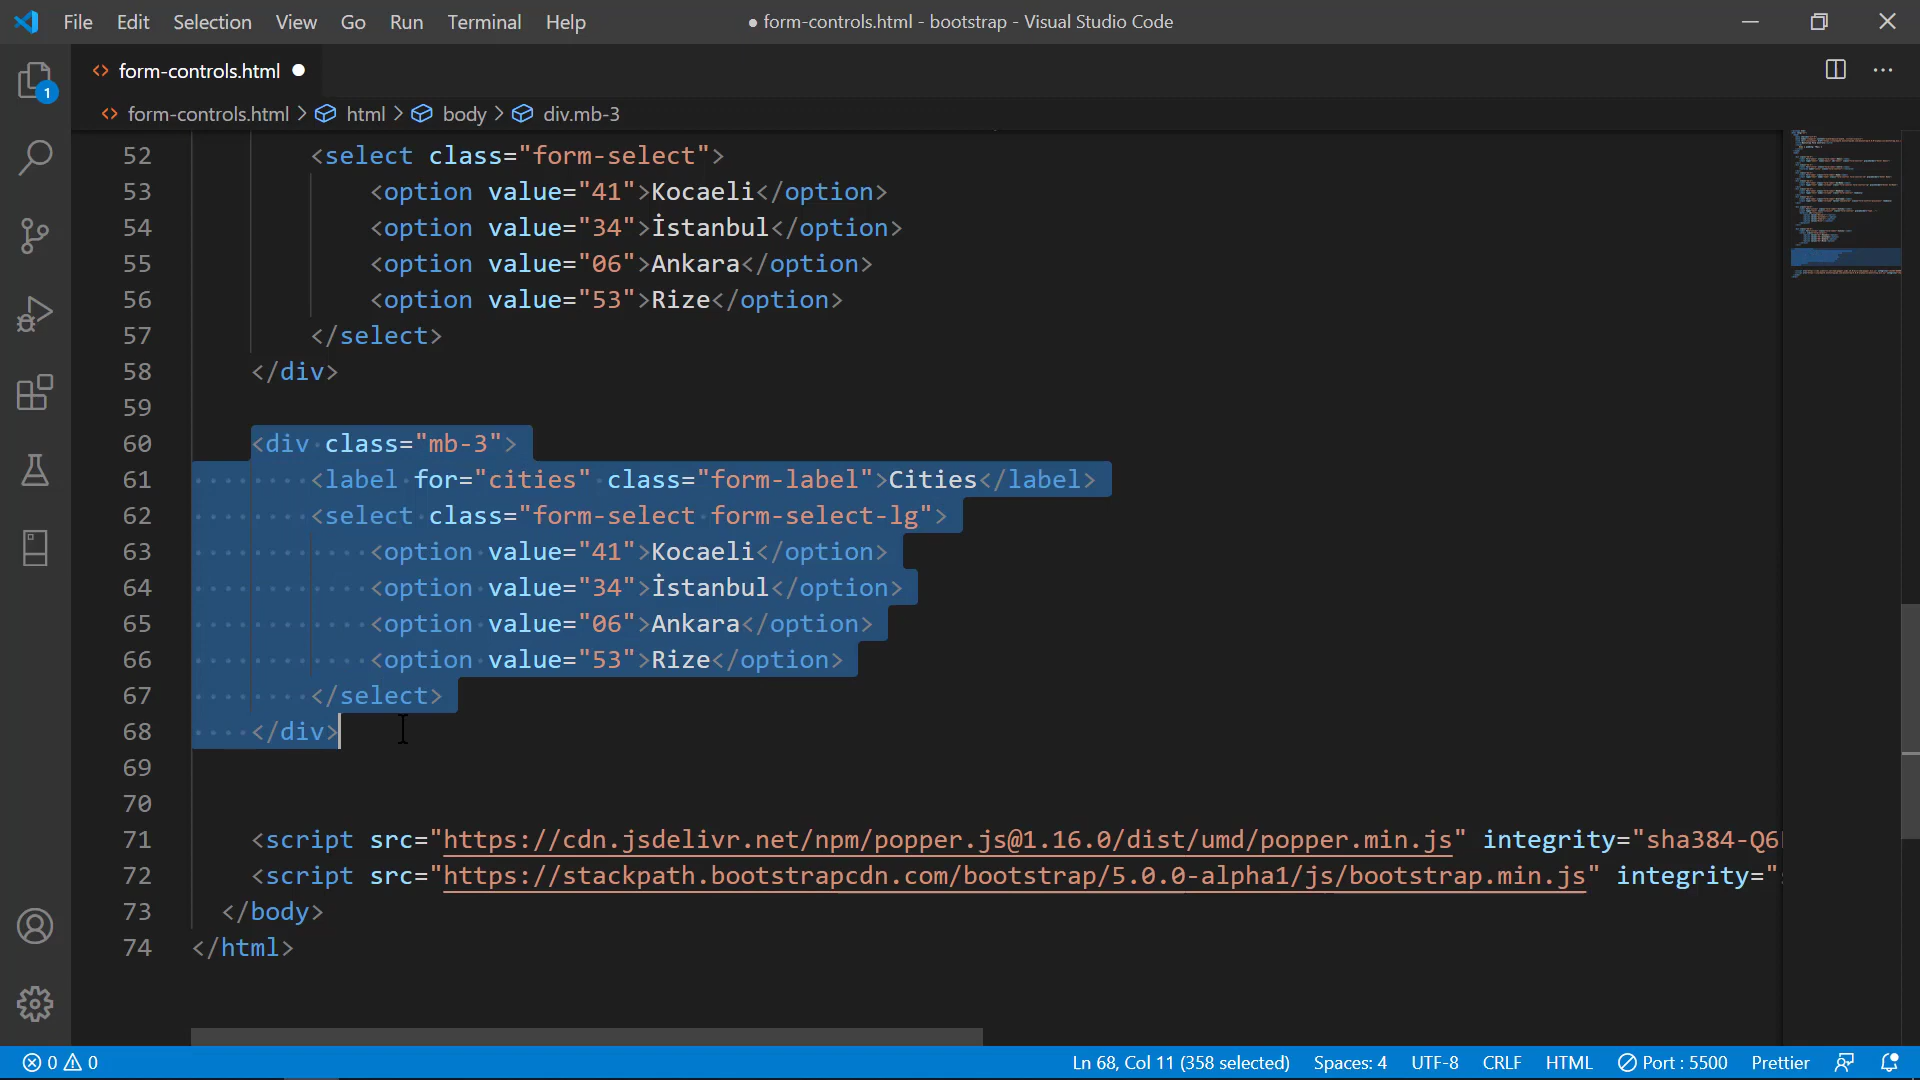 File Edit Selection View Go Run Terminal Help
● form-controls.html - bootstrap - Visual Studio Code
form-controls.html
form-controls.html > html > body > div.mb-3
1
52 <select class="form-select">
53 <option value="41">Kocaeli</option>
54 <option value="34">İstanbul</option>
55 <option value="06">Ankara</option>
56 <option value="53">Rize</option>
57 </select>
58 </div>
59
60 <div class="mb-3">
61 <label for="cities" class="form-label">Cities</label>
62 <select class="form-select form-select-lg">
63 <option value="41">Kocaeli</option>
64 <option value="34">İstanbul</option>
65 <option value="06">Ankara</option>
66 <option value="53">Rize</option>
67 </select>
68 </div>
69
70
71 <script src="https://cdn.jsdelivr.net/npm/popper.js@1.16.0/dist/umd/popper.min.js" integrity="sha384-Q6
72 <script src="https://stackpath.bootstrapcdn.com/bootstrap/5.0.0-alpha1/js/bootstrap.min.js" integrity="
73 </body>
74 </html>
0 0 Ln 68, Col 11 (358 selected) Spaces: 4 UTF-8 CRLF HTML Port : 5500 Prettier